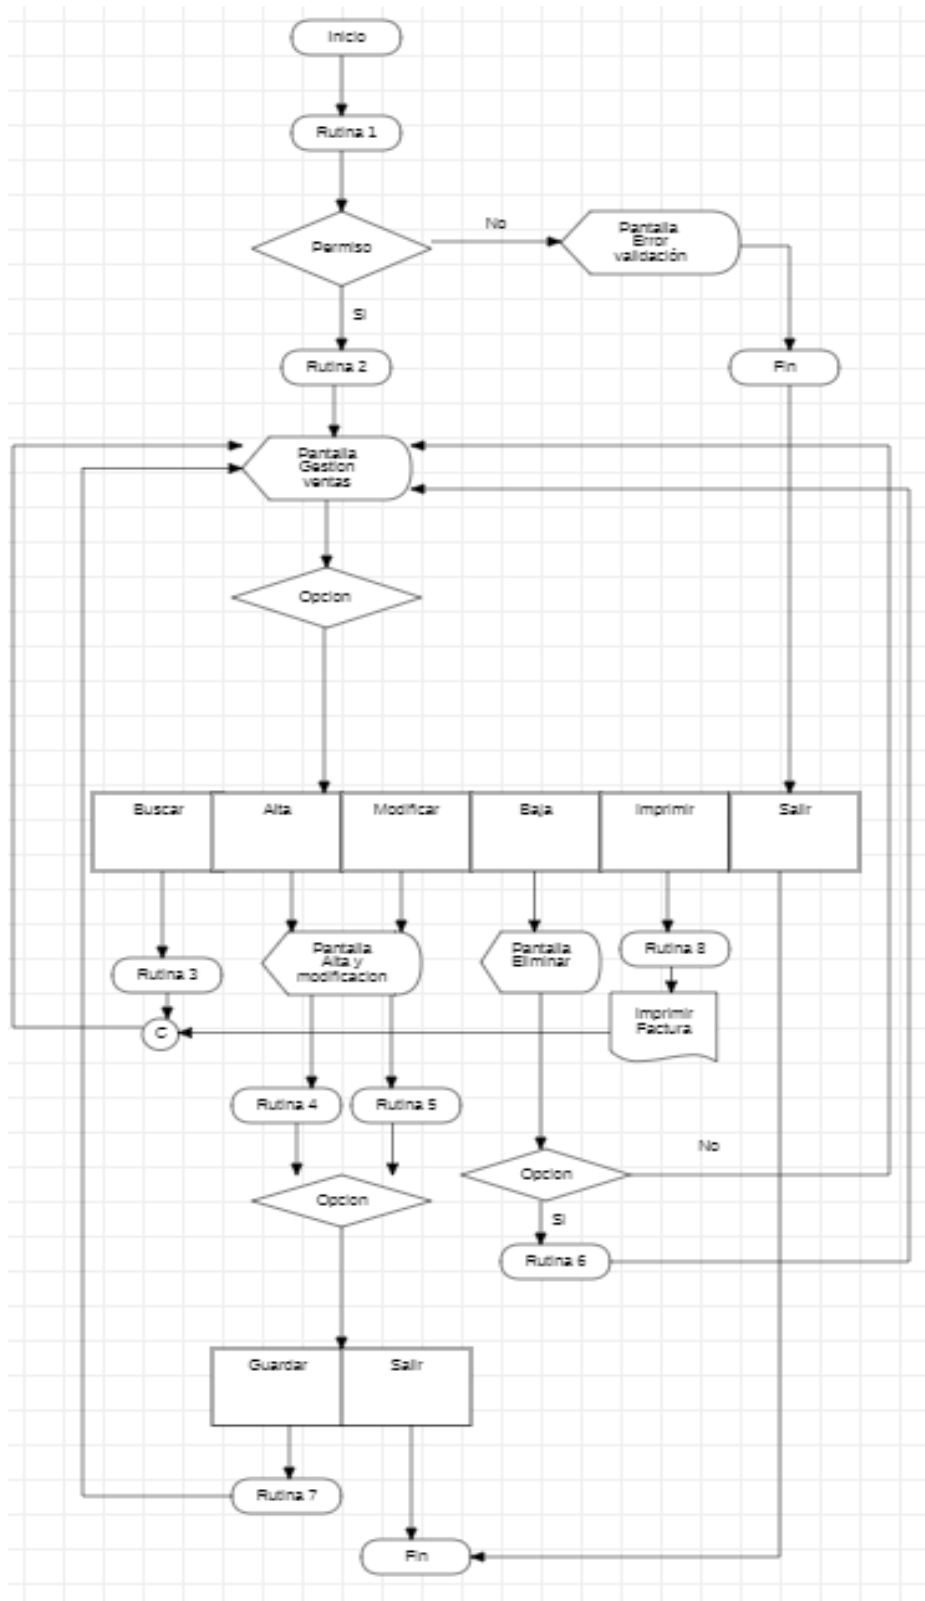 Inicio
Rutina 1
Permiso
No
Pantalla
Error
validación
Si
Rutina 2
Fin
Pantalla
Gestion
ventas
Opcion
Buscar
Alta
Modificar
Baja
Imprimir
Salir
Pantalla
Alta y
modificacion
Pantalla
Eliminar
Rutina 8
Rutina 3
Imprimir
Factura
C
Rutina 4
Rutina 5
No
Opcion
Opcion
Si
Rutina 6
Guardar
Salir
Rutina 7
Fin